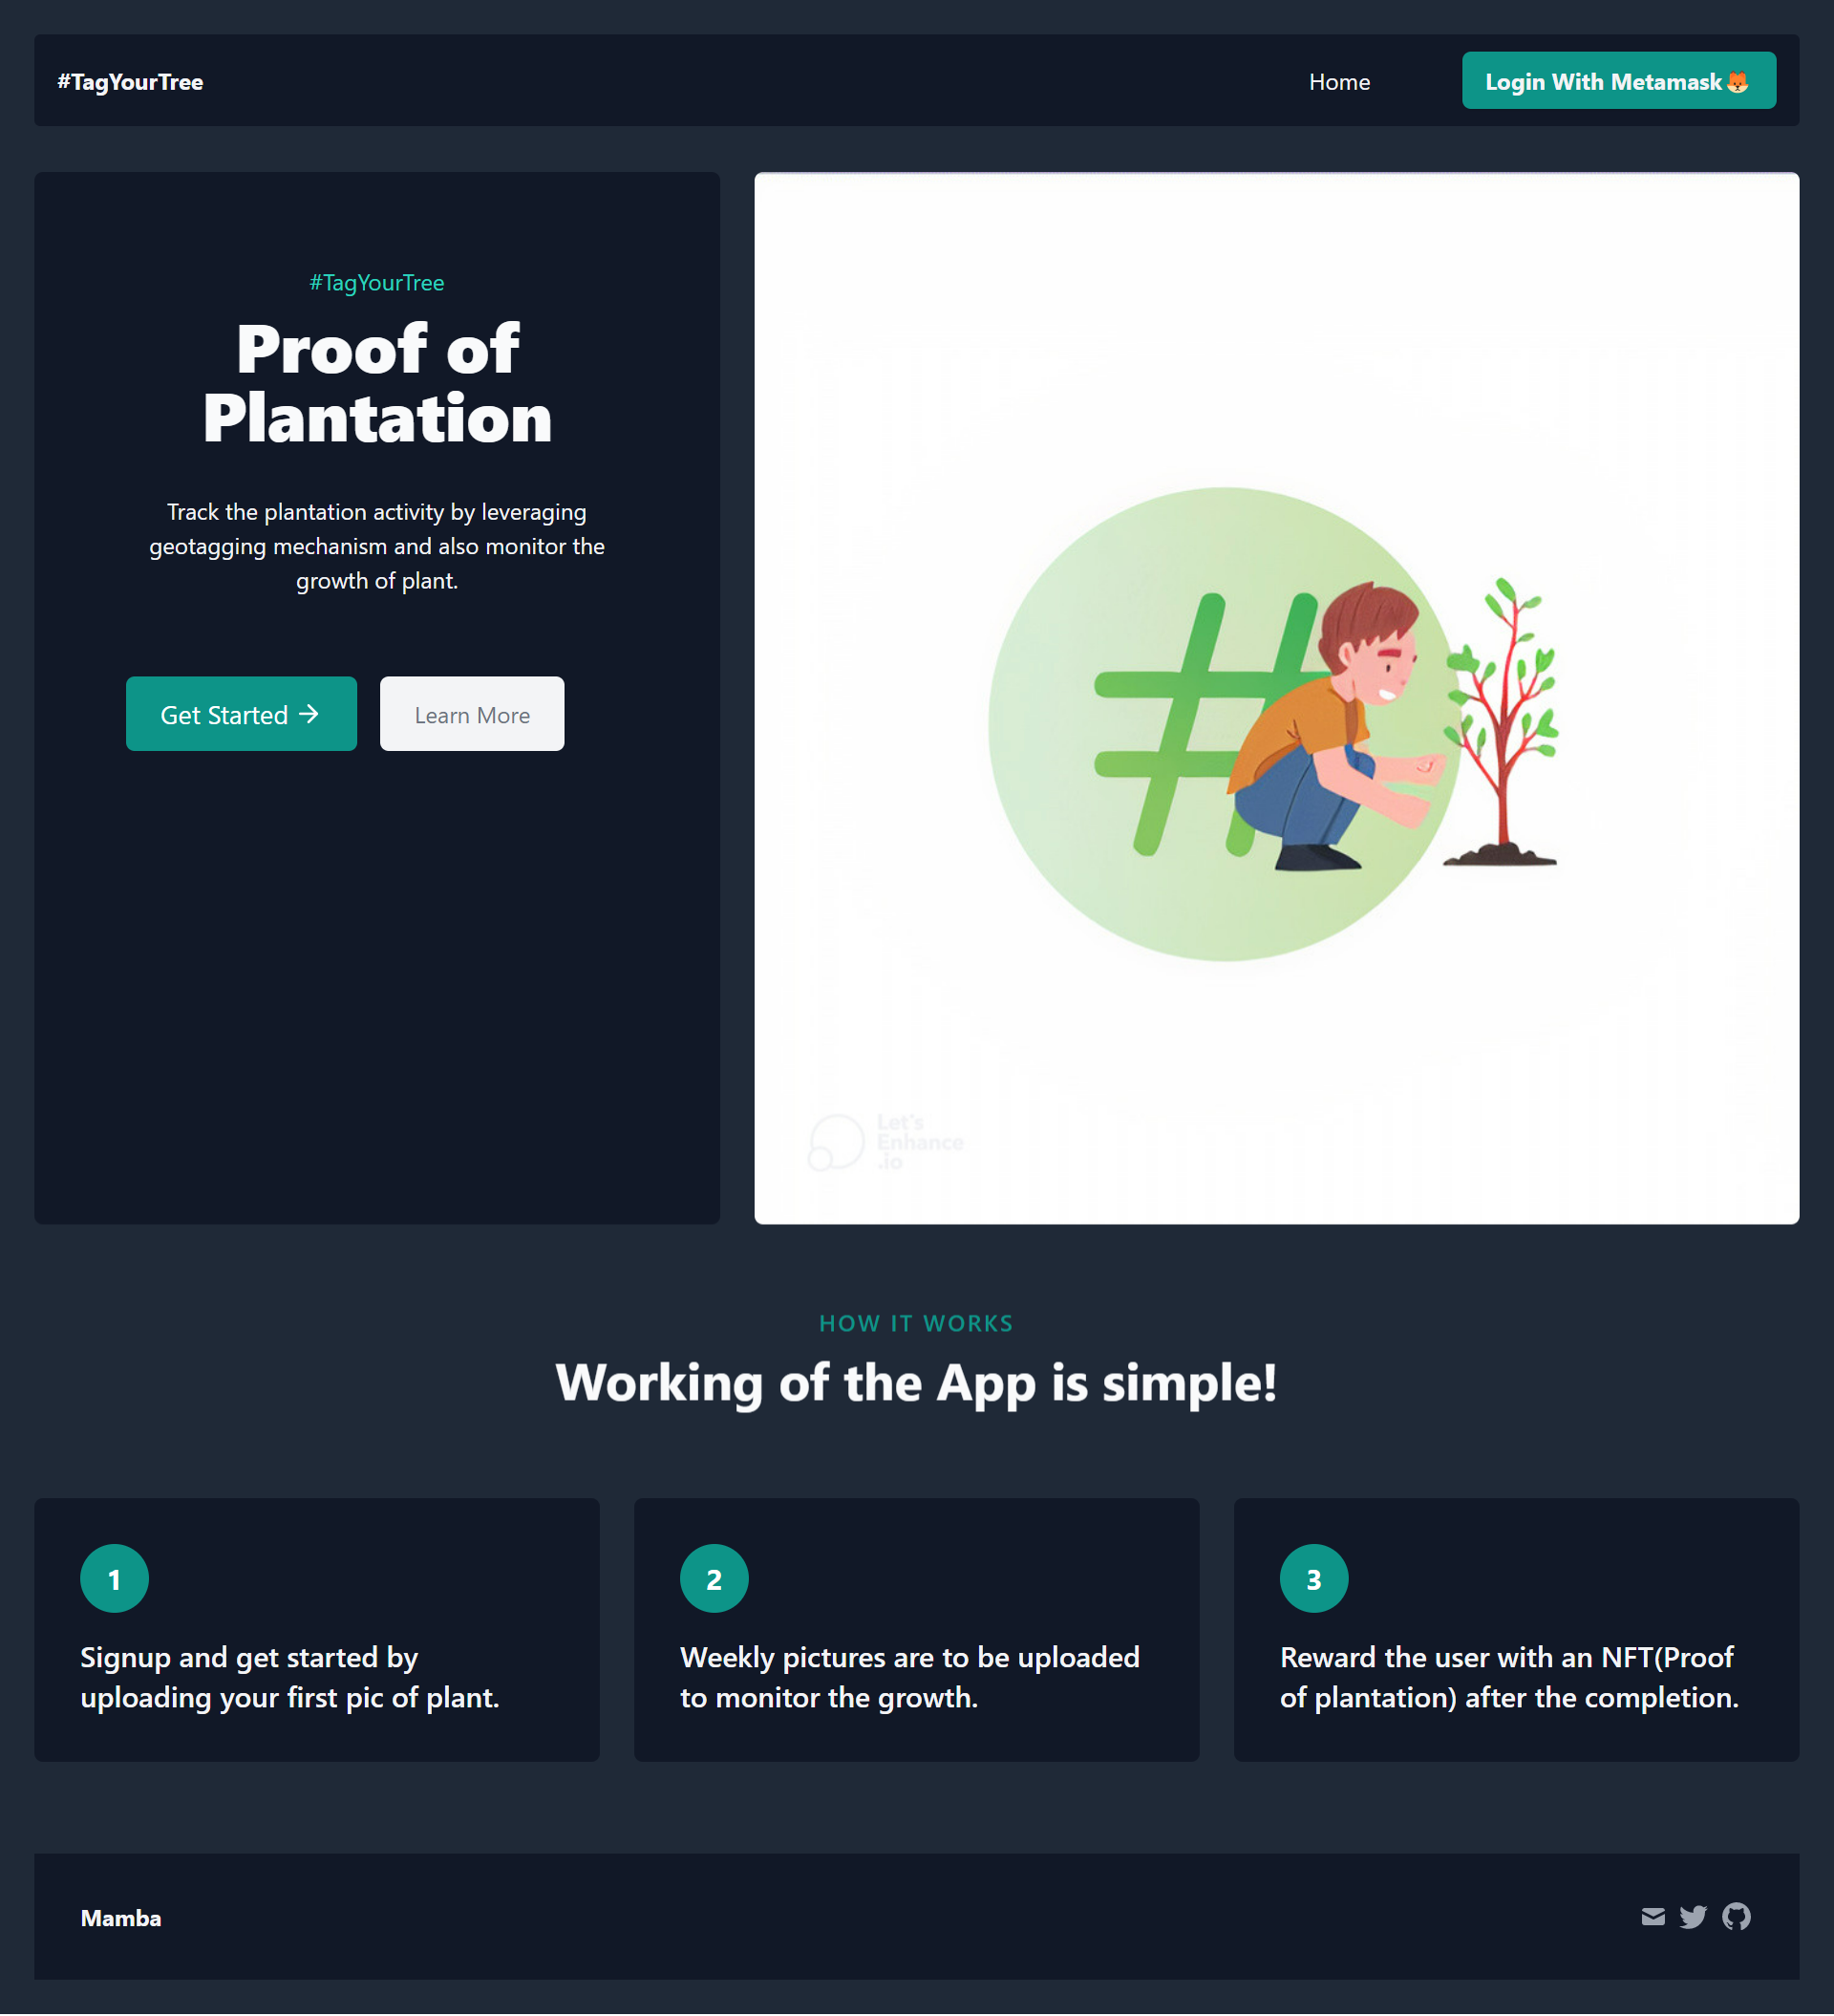 #TagYourTree
Home
Login With Metamask🦊
#TagYourTree
Proof of
Plantation
Track the plantation activity by leveraging
geotagging mechanism and also monitor the
growth of plant.
Get Started →
Learn More
#
Let's
Enhance
.io
HOW IT WORKS
Working of the App is simple!
1
Signup and get started by
uploading your first pic of plant.
2
Weekly pictures are to be uploaded
to monitor the growth.
3
Reward the user with an NFT(Proof
of plantation) after the completion.
Mamba